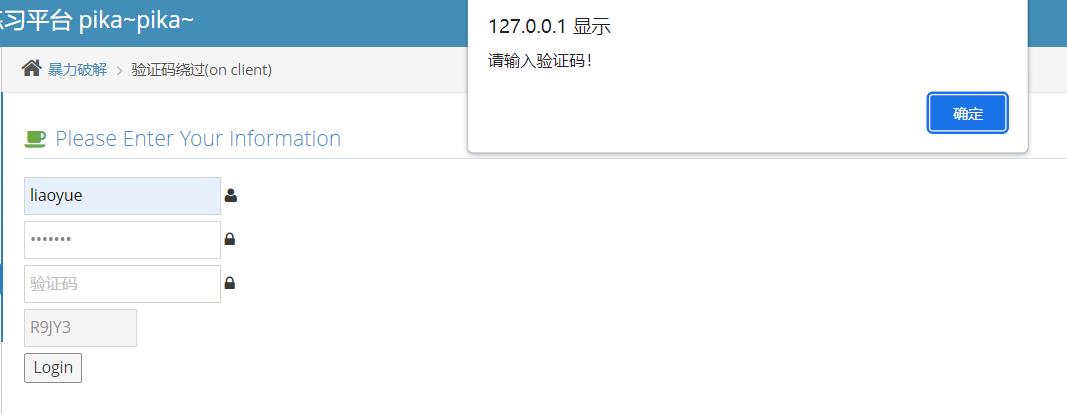 练习平台 pika~pika~
127.0.0.1 显示
请输入验证码！
确定
暴力破解 > 验证码绕过(on client)
Please Enter Your Information
liaoyue
•••••••
验证码
R9JY3
Login